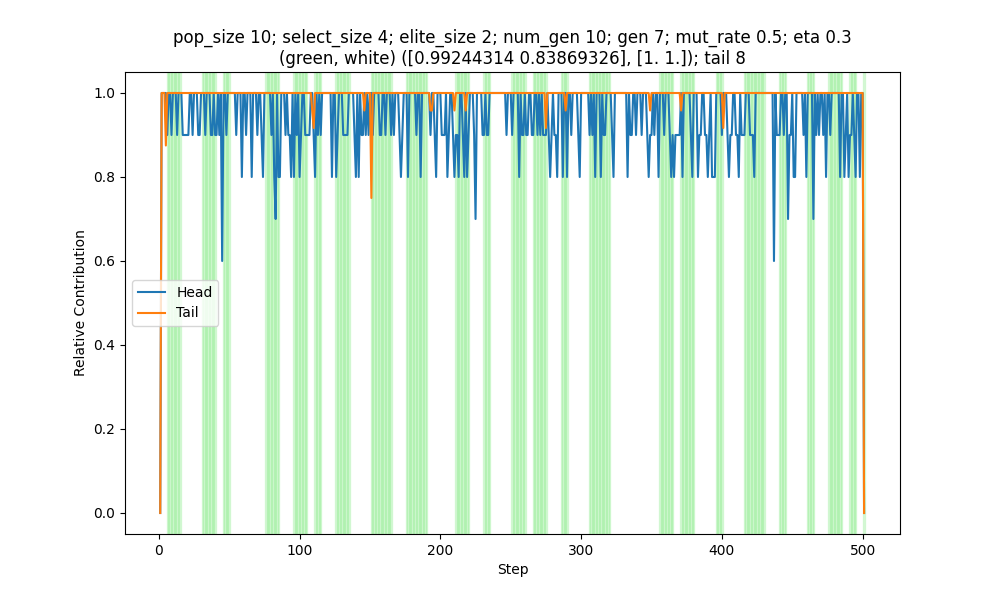 pop_size 10; select_size 4; elite_size 2; num_gen 10; gen 7; mut_rate 0.5; eta 0.3
(green, white) ([0.99244314 0.83869326], [1. 1.]); tail 8
1.0
0.8
0.6
0.4
0.2
0.0
Relative Contribution
Head
Tail
0
100
200
300
400
500
Step